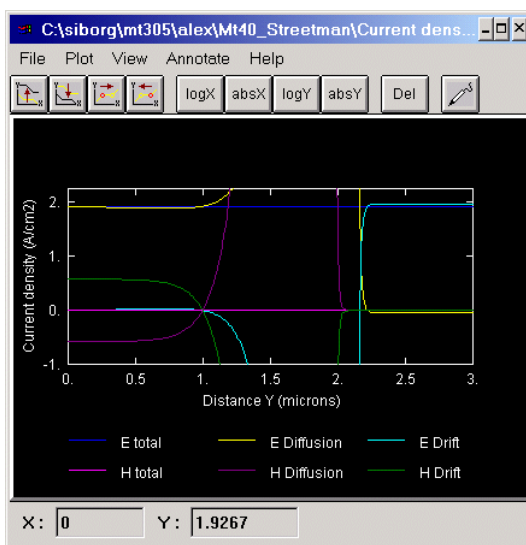 C:\siborg\mt305\alex\Mt40_Streetman\Current dens...
File Plot View Annotate Help
Y X Y X Y X Y X logX absX logY absY Del
Current density (A/cm2)
2.
1.
0.
-1.
0. 0.5 1. 1.5 2. 2.5 3.
Distance Y (microns)
E total E Diffusion E Drift
H total H Diffusion H Drift
X: 0 Y: 1.9267